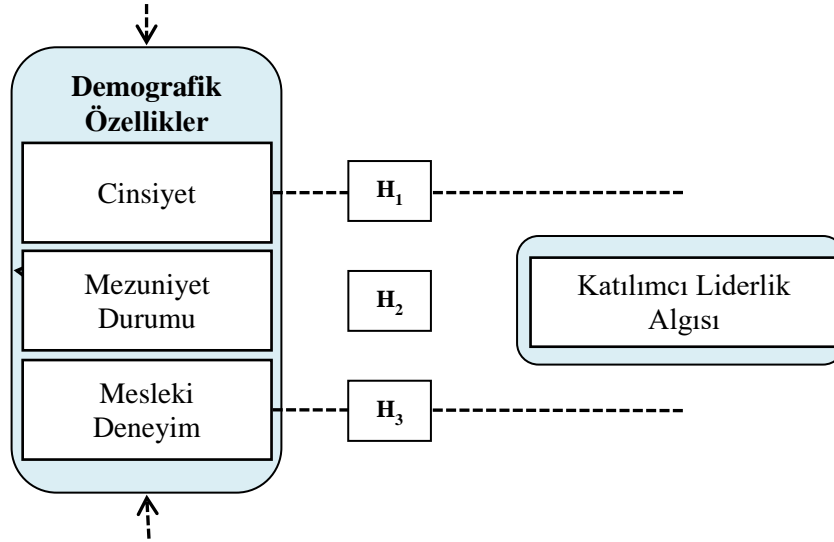 Demografik
Özellikler
Cinsiyet
H₁
Mezuniyet
Durumu
H₂
Katılımcı Liderlik
Algısı
Mesleki
Deneyim
H₃